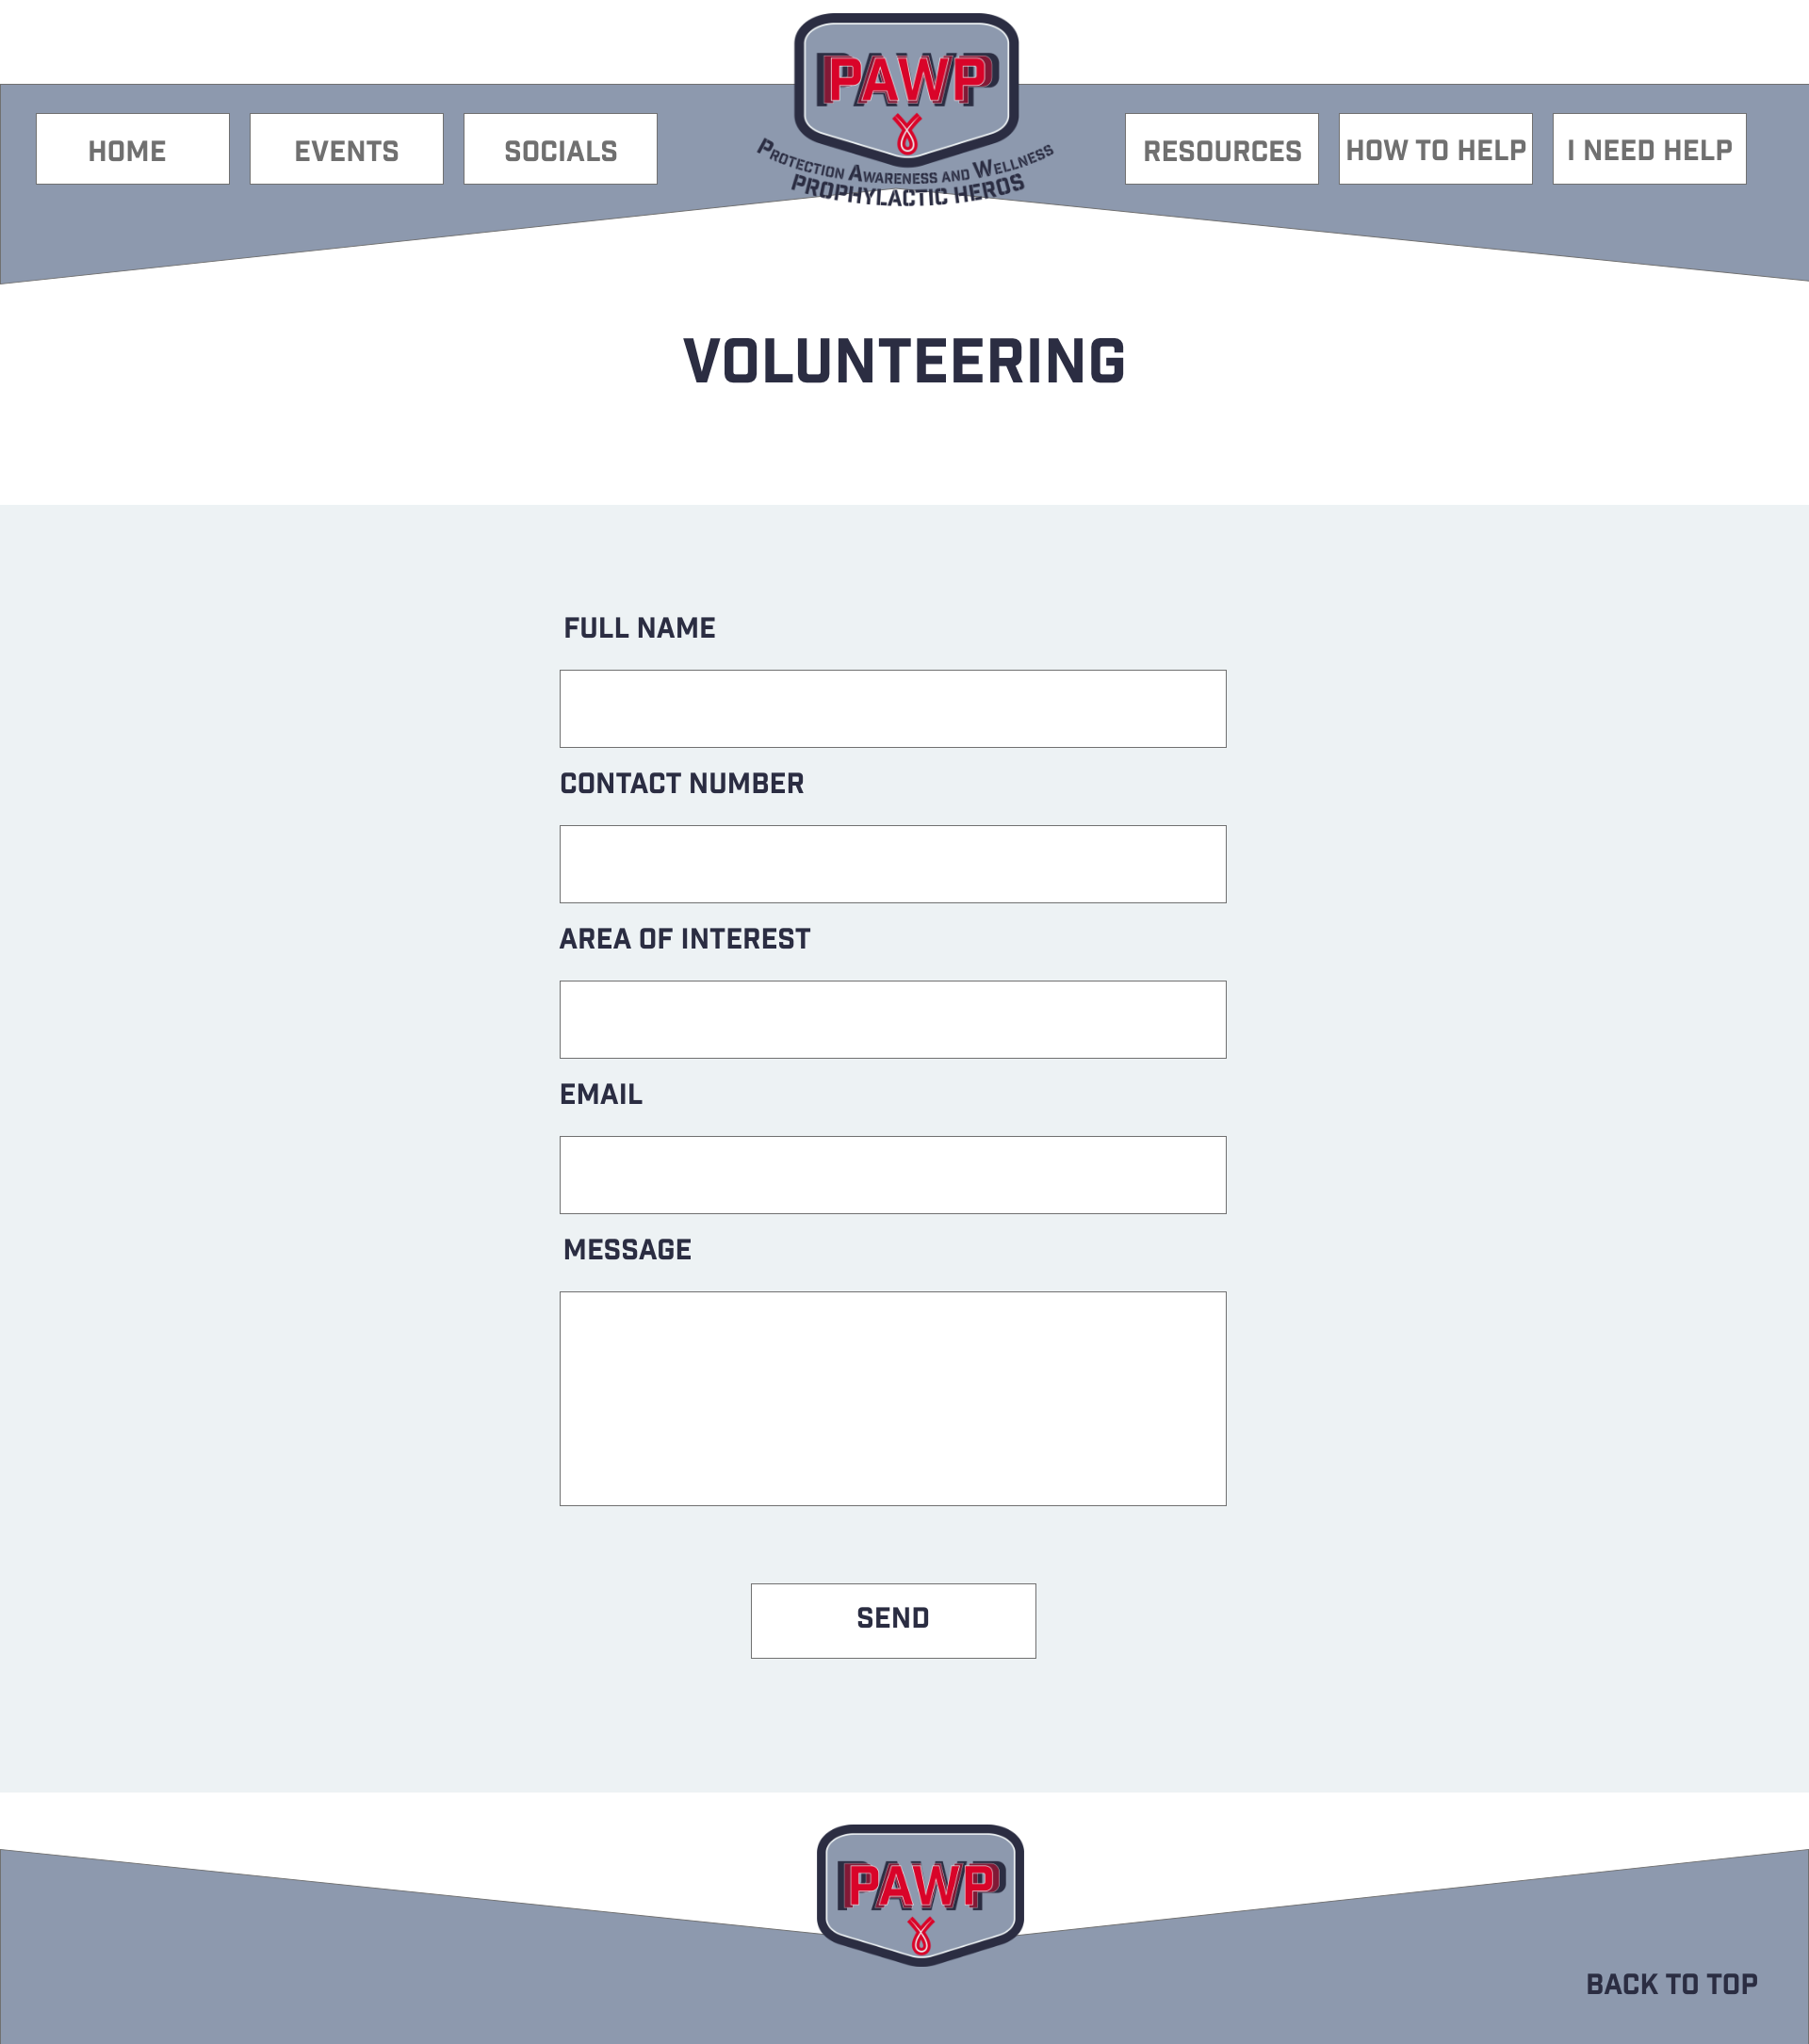 PAWP
HOME
EVENTS
SOCIALS
RESOURCES
HOW TO HELP
I NEED HELP
PROTECTION AWARENESS AND WELLNESS
PROPHYLACTIC HEROS
VOLUNTEERING
FULL NAME
CONTACT NUMBER
AREA OF INTEREST
EMAIL
MESSAGE
SEND
PAWP
BACK TO TOP